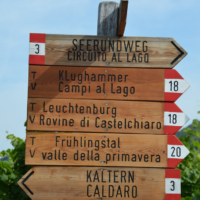 3 SEERUNDWEG
CIRCUITO AL LAGO
T Klughammer
V Campi al Lago 18
T Leuchtenburg
V Rovine di Castelchiaro 18
T Frühlingstal
V valle della primavera 20
KALTERN
CALDARO 3